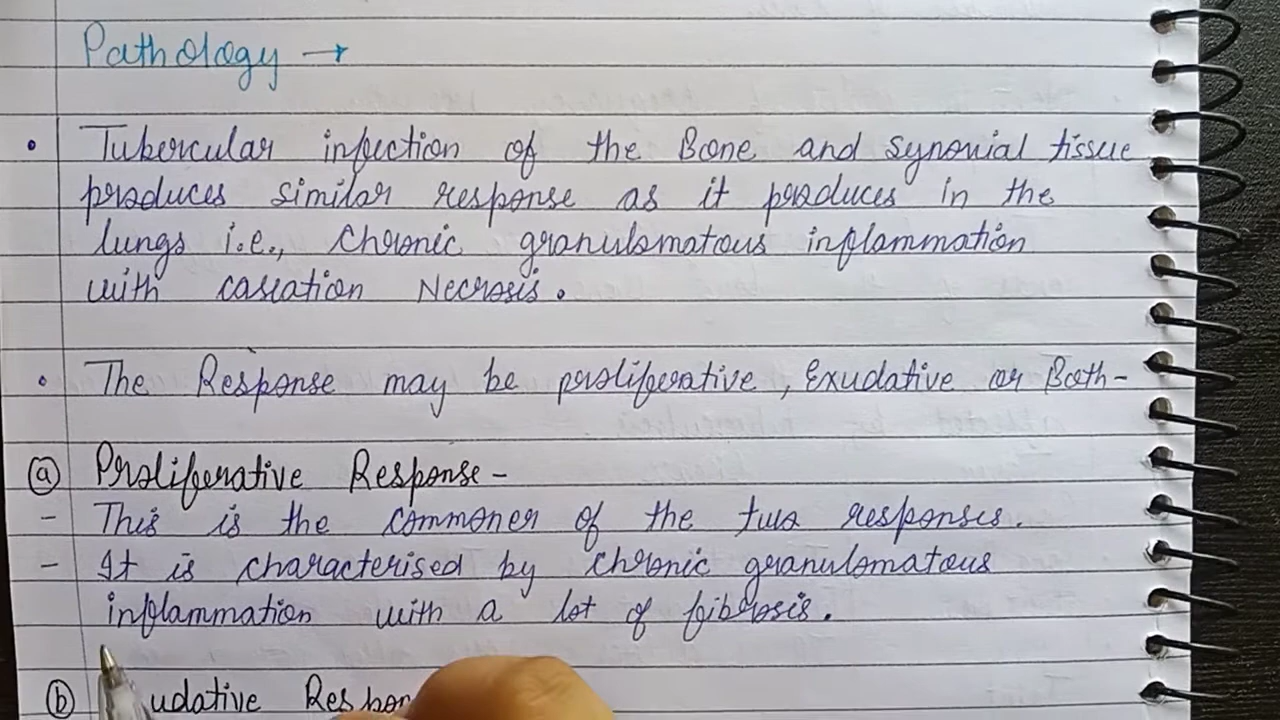 Pathology →
• Tubercular infection of the Bone and synovial tissue
produces similar response as it produces in the
lungs i.e., chronic granulomatous inflammation
with caseation Necrosis.
• The Response may be proliferative, Exudative or Both-
(a) Proliferative Response -
- This is the commoner of the two responses.
- It is characterised by chronic granulomatous
inflammation with a lot of fibrosis.
(b) udative Respon